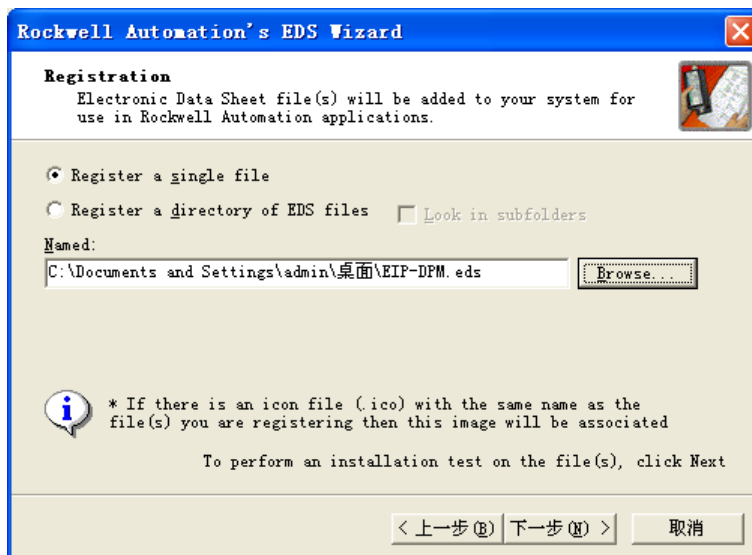 Rockwell Automation's EDS Wizard
Registration
Electronic Data Sheet file(s) will be added to your system for
use in Rockwell Automation applications.
Register a single file
Register a directory of EDS files
Look in subfolders
Named:
C:\Documents and Settings\admin\桌面\EIP-DPM.eds
Browse...
* If there is an icon file (.ico) with the same name as the
file(s) you are registering then this image will be associated
To perform an installation test on the file(s), click Next
< 上一步(B)
下一步(N) >
取消